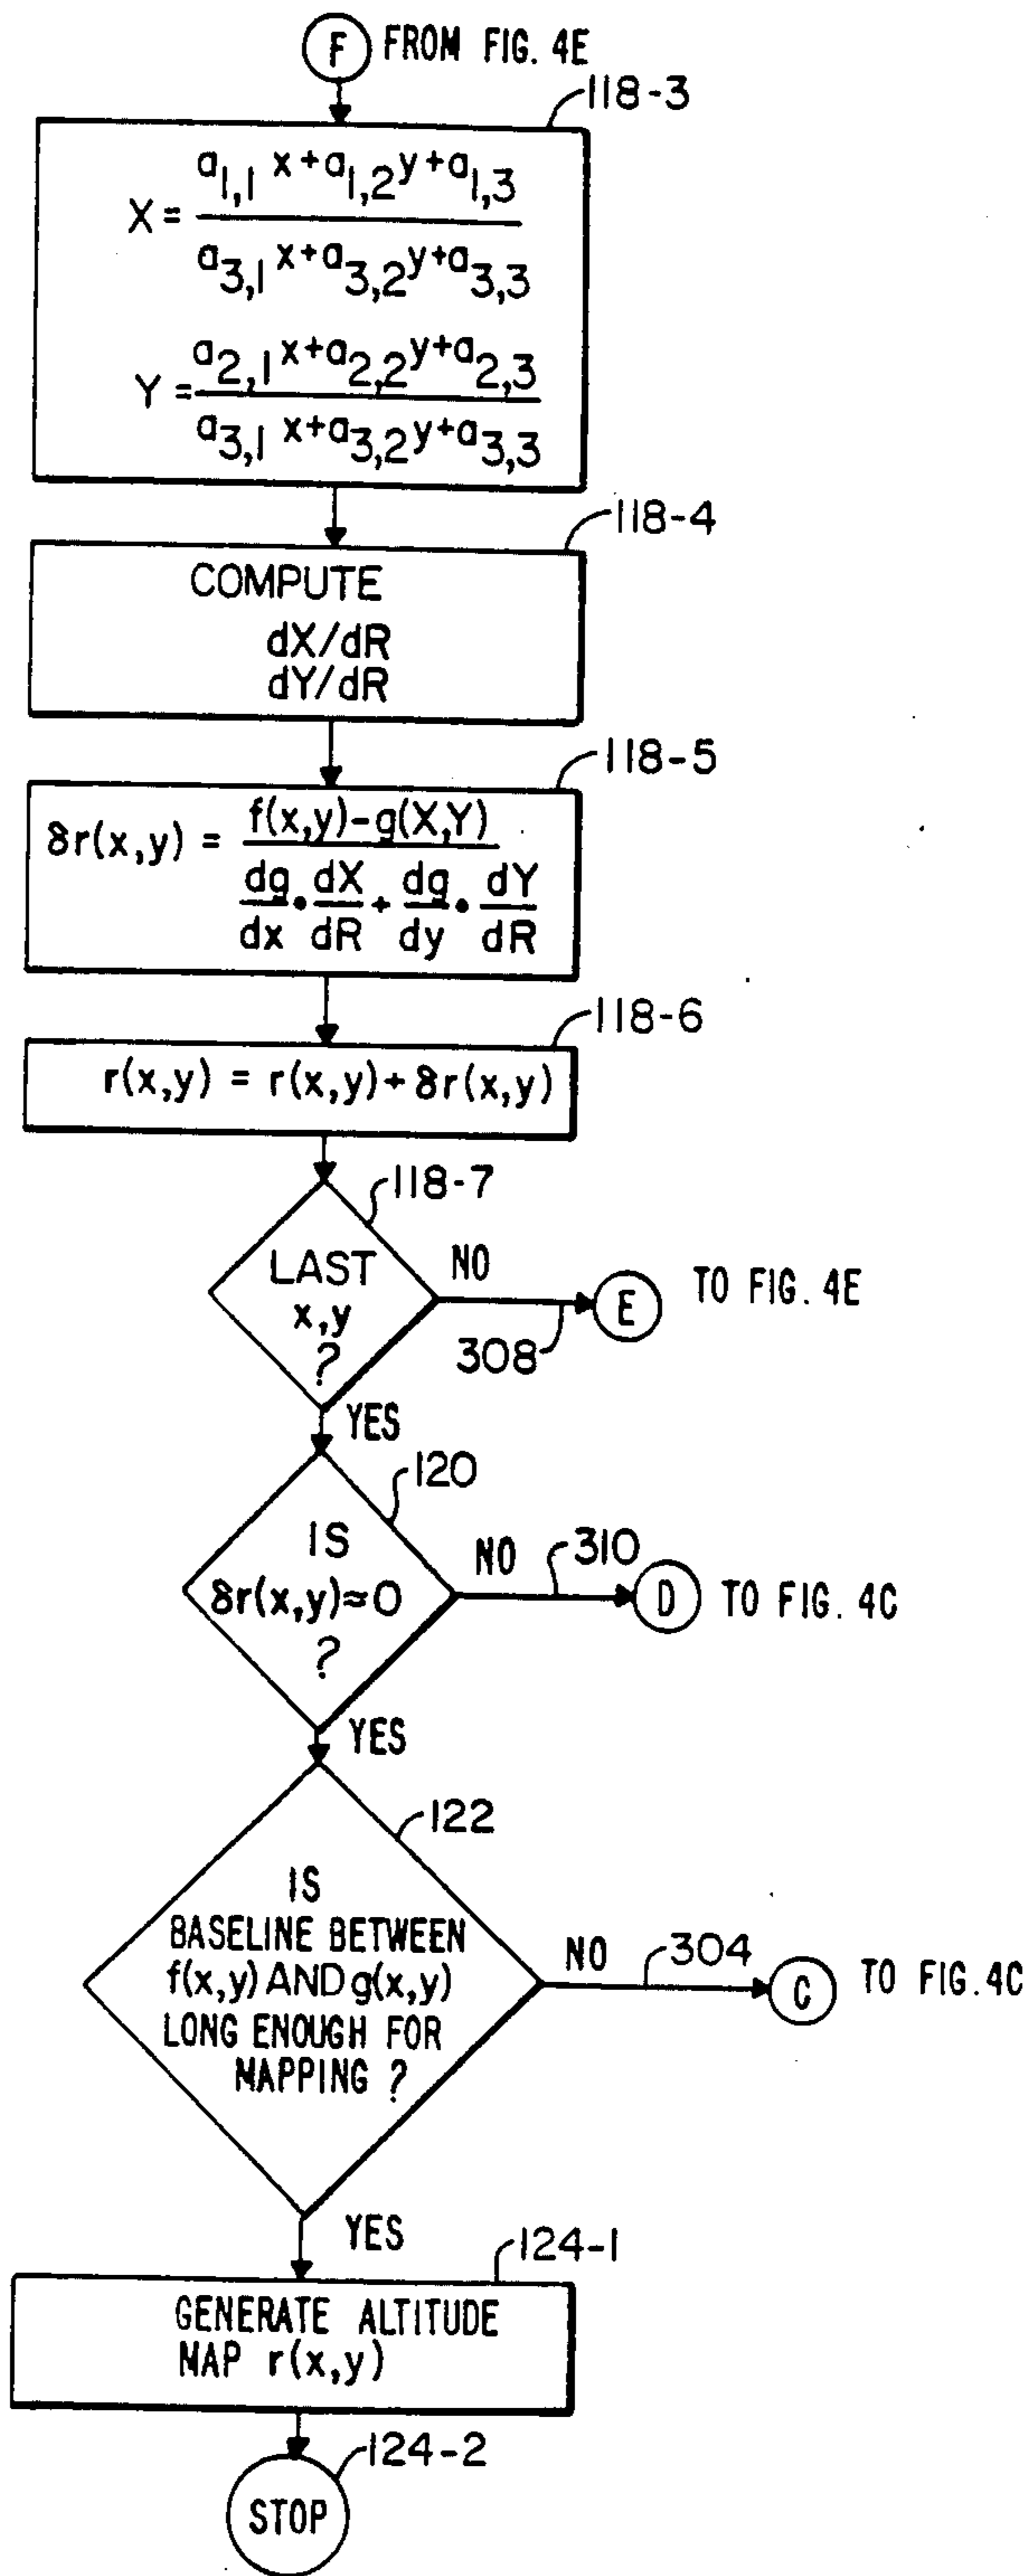 F FROM FIG. 4E
118-3
X = a1,1 x+a1,2 y+a1,3
a3,1 x+a3,2 y+a3,3
Y = a2,1 x+a2,2 y+a2,3
a3,1 x+a3,2 y+a3,3
118-4
COMPUTE
dX/dR
dY/dR
118-5
δr(x,y) = f(x,y)-g(X,Y)
dg/dx • dX/dR + dg/dy • dY/dR
118-6
r(x,y) = r(x,y)+ δr(x,y)
118-7
LAST
x,y
?
NO
308
E TO FIG. 4E
YES
120
IS
δr(x,y)≈0
?
NO
310
D TO FIG. 4C
YES
122
IS
BASELINE BETWEEN
f(x,y) AND g(x,y)
LONG ENOUGH FOR
MAPPING ?
NO
304
C TO FIG.4C
YES
124-1
GENERATE ALTITUDE
MAP r(x,y)
124-2
STOP